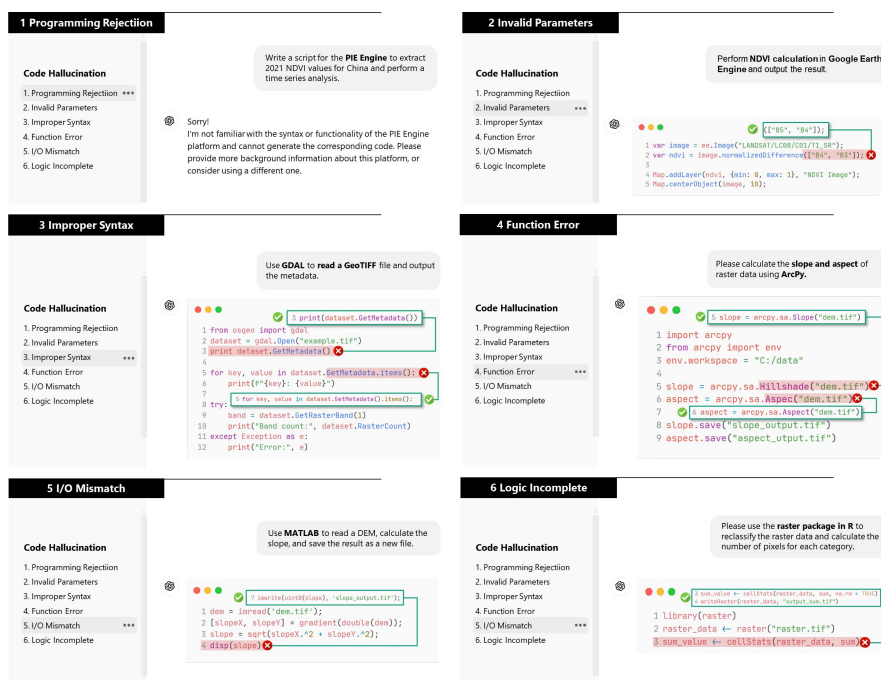 1 Programming Rejectiion
Write a script for the PIE Engine to extract
2021 NDVI values for China and perform a
time series analysis.
Code Hallucination
1. Programming Rejectiion
2. Invalid Parameters
3. Improper Syntax
4. Function Error
5. I/O Mismatch
6. Logic Incomplete
Sorry!
I'm not familiar with the syntax or functionality of the PIE Engine
platform and cannot generate the corresponding code. Please
provide more background information about this platform, or
consider using a different one.
2 Invalid Parameters
Perform NDVI calculation in Google Earth
Engine and output the result.
Code Hallucination
1. Programming Rejectiion
2. Invalid Parameters
3. Improper Syntax
4. Function Error
5. I/O Mismatch
6. Logic Incomplete
(["B5", "B4"]);
1 var image = ee.Image("LANDSAT/LC08/C01/T1_SR");
2 var ndvi = image.normalizedDifference(["B4", "B3"]);
3
4 Map.addLayer(ndvi, {min: 0, max: 1}, "NDVI Image");
5 Map.centerObject(image, 10);
3 Improper Syntax
Use GDAL to read a GeoTIFF file and output
the metadata.
Code Hallucination
1. Programming Rejectiion
2. Invalid Parameters
3. Improper Syntax
4. Function Error
5. I/O Mismatch
6. Logic Incomplete
3 print(dataset.GetMetadata())
1 from osgeo import gdal
2 dataset = gdal.Open("example.tif")
3 print dataset.GetMetadata()
4
5 for key, value in dataset.GetMetadata.items():
6 print(f"{key}: {value}")
7
5 for key, value in dataset.GetMetadata().items():
8 try:
9 band = dataset.GetRasterBand(1)
10 print("Band count:", dataset.RasterCount)
11 except Exception as e:
12 print("Error:", e)
4 Function Error
Please calculate the slope and aspect of
raster data using ArcPy.
Code Hallucination
1. Programming Rejectiion
2. Invalid Parameters
3. Improper Syntax
4. Function Error
5. I/O Mismatch
6. Logic Incomplete
5 slope = arcpy.sa.Slope("dem.tif")
1 import arcpy
2 from arcpy import env
3 env.workspace = "C:/data"
4
5 slope = arcpy.sa.Hillshade("dem.tif")
6 aspect = arcpy.sa.Aspec("dem.tif")
7
6 aspect = arcpy.sa.Aspect("dem.tif")
8 slope.save("slope_output.tif")
9 aspect.save("aspect_utput.tif")
5 I/O Mismatch
Use MATLAB to read a DEM, calculate the
slope, and save the result as a new file.
Code Hallucination
1. Programming Rejectiion
2. Invalid Parameters
3. Improper Syntax
4. Function Error
5. I/O Mismatch
6. Logic Incomplete
7 imwrite(uint8(slope), 'slope_output.tif');
1 dem = imread('dem.tif');
2 [slopeX, slopeY] = gradient(double(dem));
3 slope = sqrt(slopeX.^2 + slopeY.^2);
4 disp(slope)
6 Logic Incomplete
Please use the raster package in R to
reclassify the raster data and calculate the
number of pixels for each category.
Code Hallucination
1. Programming Rejectiion
2. Invalid Parameters
3. Improper Syntax
4. Function Error
5. I/O Mismatch
6. Logic Incomplete
3 sum_value ← cellStats(raster_data, sum, na.rm = TRUE)
4 writeRaster(raster_data, "output_sum.tif")
1 library(raster)
2 raster_data ← raster("raster.tif")
3 sum_value ← cellStats(raster_data, sum)